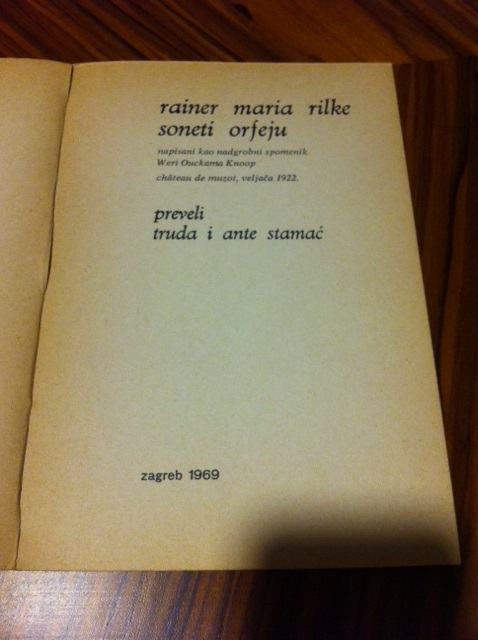 rainer maria rilke
soneti orfeju
napisani kao nadgrobni spomenik
Weri Ouckama Knoop
château de muzot, veljača 1922.
preveli
truda i ante stamać
zagreb 1969